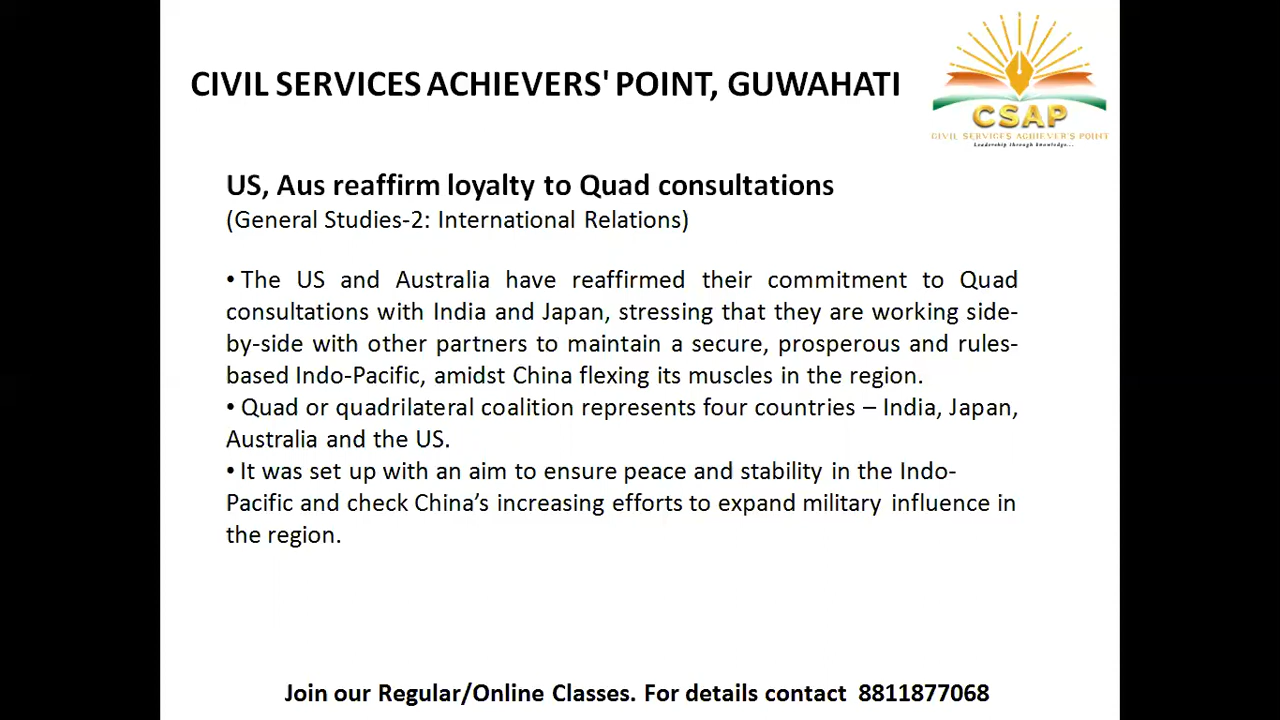 CIVIL SERVICES ACHIEVERS' POINT, GUWAHATI
CSAP
CIVIL SERVICES ACHIEVER'S POINT
Leadership through knowledge...
US, Aus reaffirm loyalty to Quad consultations
(General Studies-2: International Relations)
• The US and Australia have reaffirmed their commitment to Quad
consultations with India and Japan, stressing that they are working side-
by-side with other partners to maintain a secure, prosperous and rules-
based Indo-Pacific, amidst China flexing its muscles in the region.
• Quad or quadrilateral coalition represents four countries – India, Japan,
Australia and the US.
• It was set up with an aim to ensure peace and stability in the Indo-
Pacific and check China’s increasing efforts to expand military influence in
the region.
Join our Regular/Online Classes. For details contact 8811877068